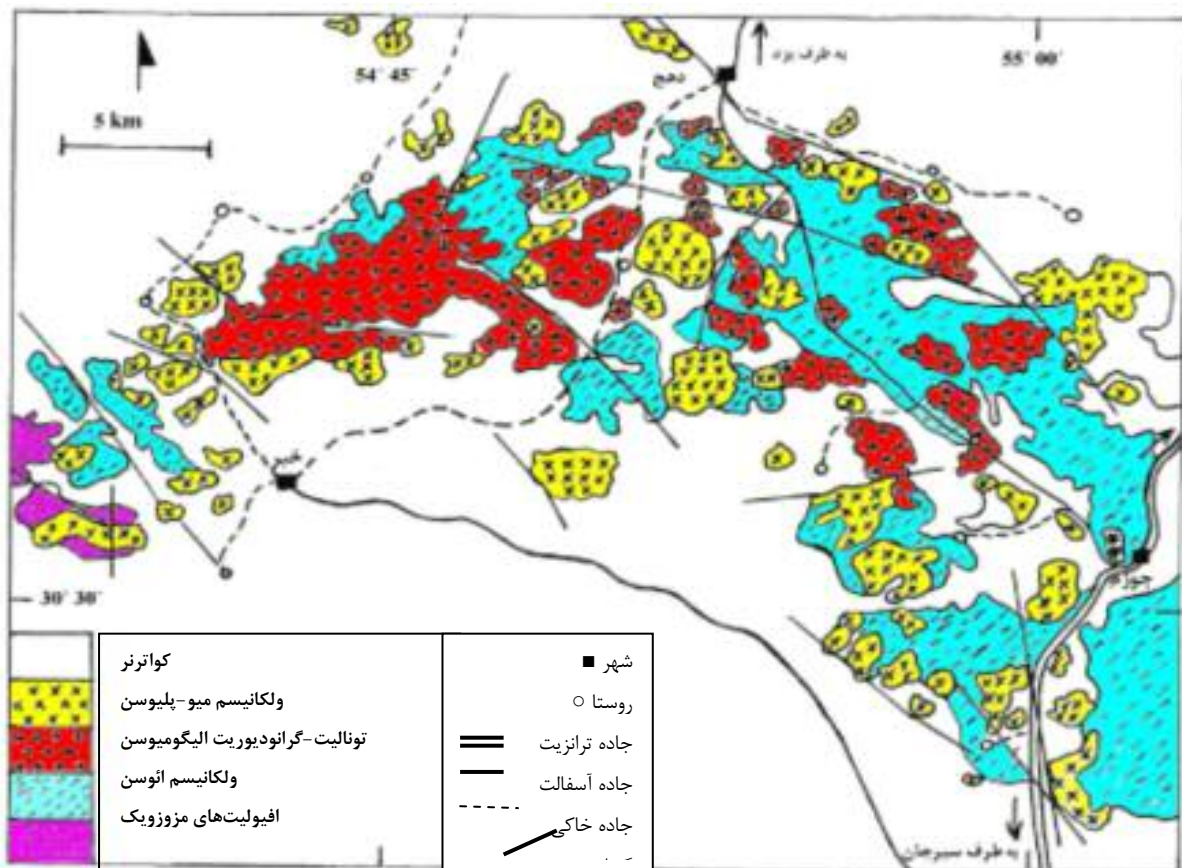 55° 00'
به طرف یزد
54° 45'
دهج
5 km
خبر
جوزم
30° 30'
کواترنر
ولکانیسم میو-پلیوسن
تونالیت-گرانودیوریت الیگومیوسن
ولکانیسم ائوسن
افیولیت‌های مزوزویک
شهر
روستا
جاده ترانزیت
جاده آسفالت
جاده خاکی
به طرف سیرجان